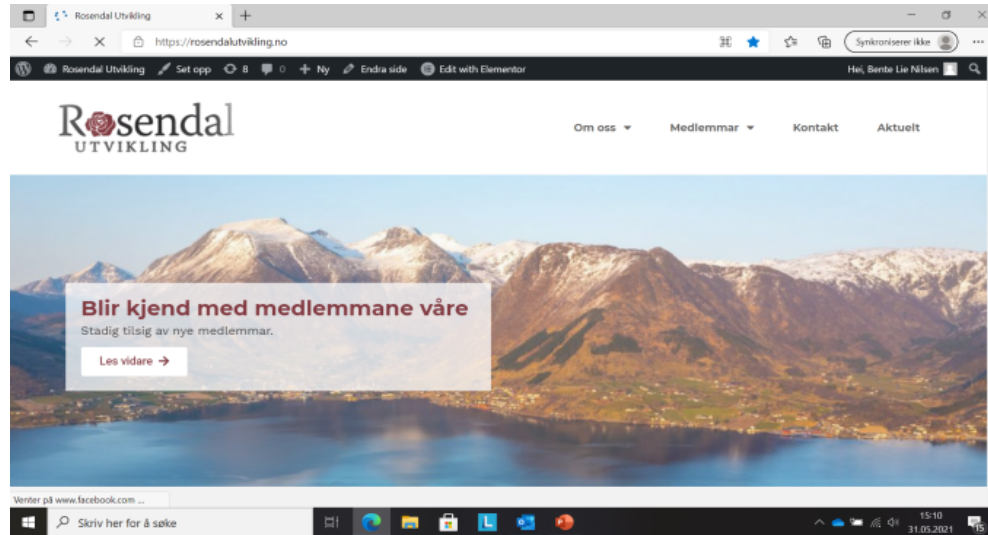 Rosendal Utvikling
https://rosendalutvikling.no
Synkroniserer ikke
Rosendal Utvikling Set opp 8 0 Ny Endra side Edit with Elementor
Hei, Bente Lie Nilsen
Rosendal
UTVIKLING
Om oss Medlemmar Kontakt Aktuelt
Blir kjend med medlemmane våre
Stadig tilsig av nye medlemmar.
Les vidare →
Venter på www.facebook.com ...
Skriv her for å søke
L
15:10
31.05.2021
15